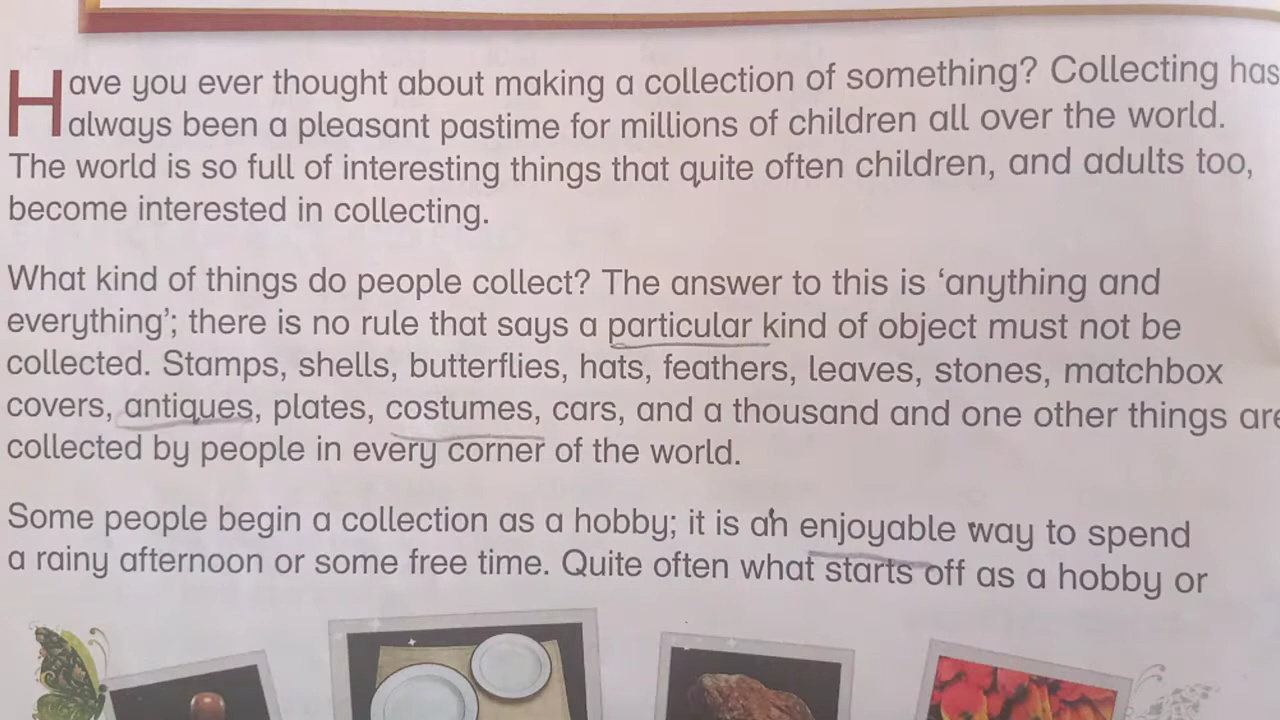 Have you ever thought about making a collection of something? Collecting has
always been a pleasant pastime for millions of children all over the world.
The world is so full of interesting things that quite often children, and adults too,
become interested in collecting.
What kind of things do people collect? The answer to this is ‘anything and
everything’; there is no rule that says a particular kind of object must not be
collected. Stamps, shells, butterflies, hats, feathers, leaves, stones, matchbox
covers, antiques, plates, costumes, cars, and a thousand and one other things are
collected by people in every corner of the world.
Some people begin a collection as a hobby; it is an enjoyable way to spend
a rainy afternoon or some free time. Quite often what starts off as a hobby or